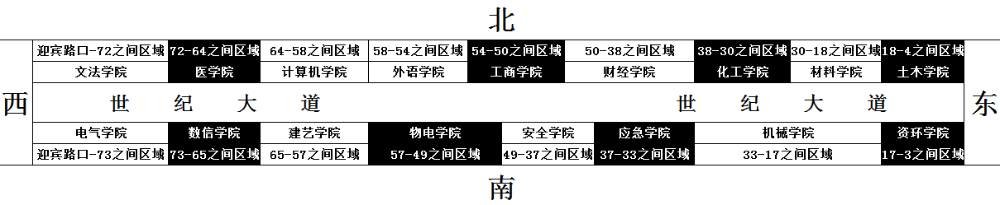 北
迎宾路口-72之间区域 72-64之间区域 64-58之间区域 58-54之间区域 54-50之间区域 50-38之间区域 38-30之间区域 30-18之间区域 18-4之间区域
文法学院 医学院 计算机学院 外语学院 工商学院 财经学院 化工学院 材料学院 土木学院
西 世纪大道 世纪大道 东
电气学院 数信学院 建艺学院 物电学院 安全学院 应急学院 机械学院 资环学院
迎宾路口-73之间区域 73-65之间区域 65-57之间区域 57-49之间区域 49-37之间区域 37-33之间区域 33-17之间区域 17-3之间区域
南